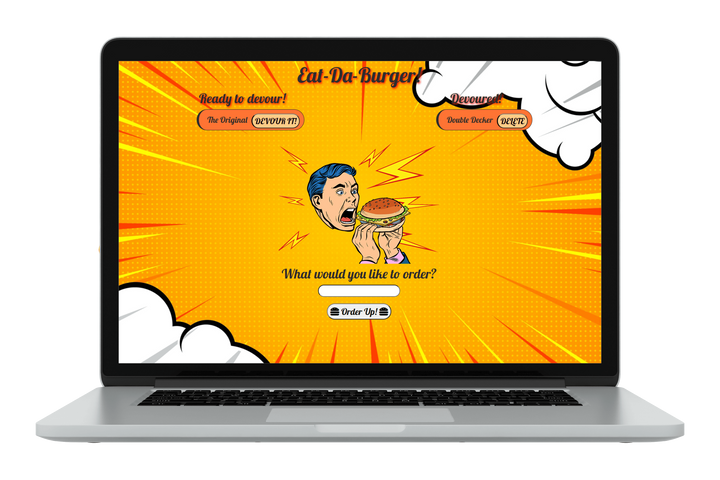 Eat-Da-Burger!
Ready to devour!
Devoured!
The Original DEVOUR IT!
Double Decker DELETE
What would you like to order?
Order Up!